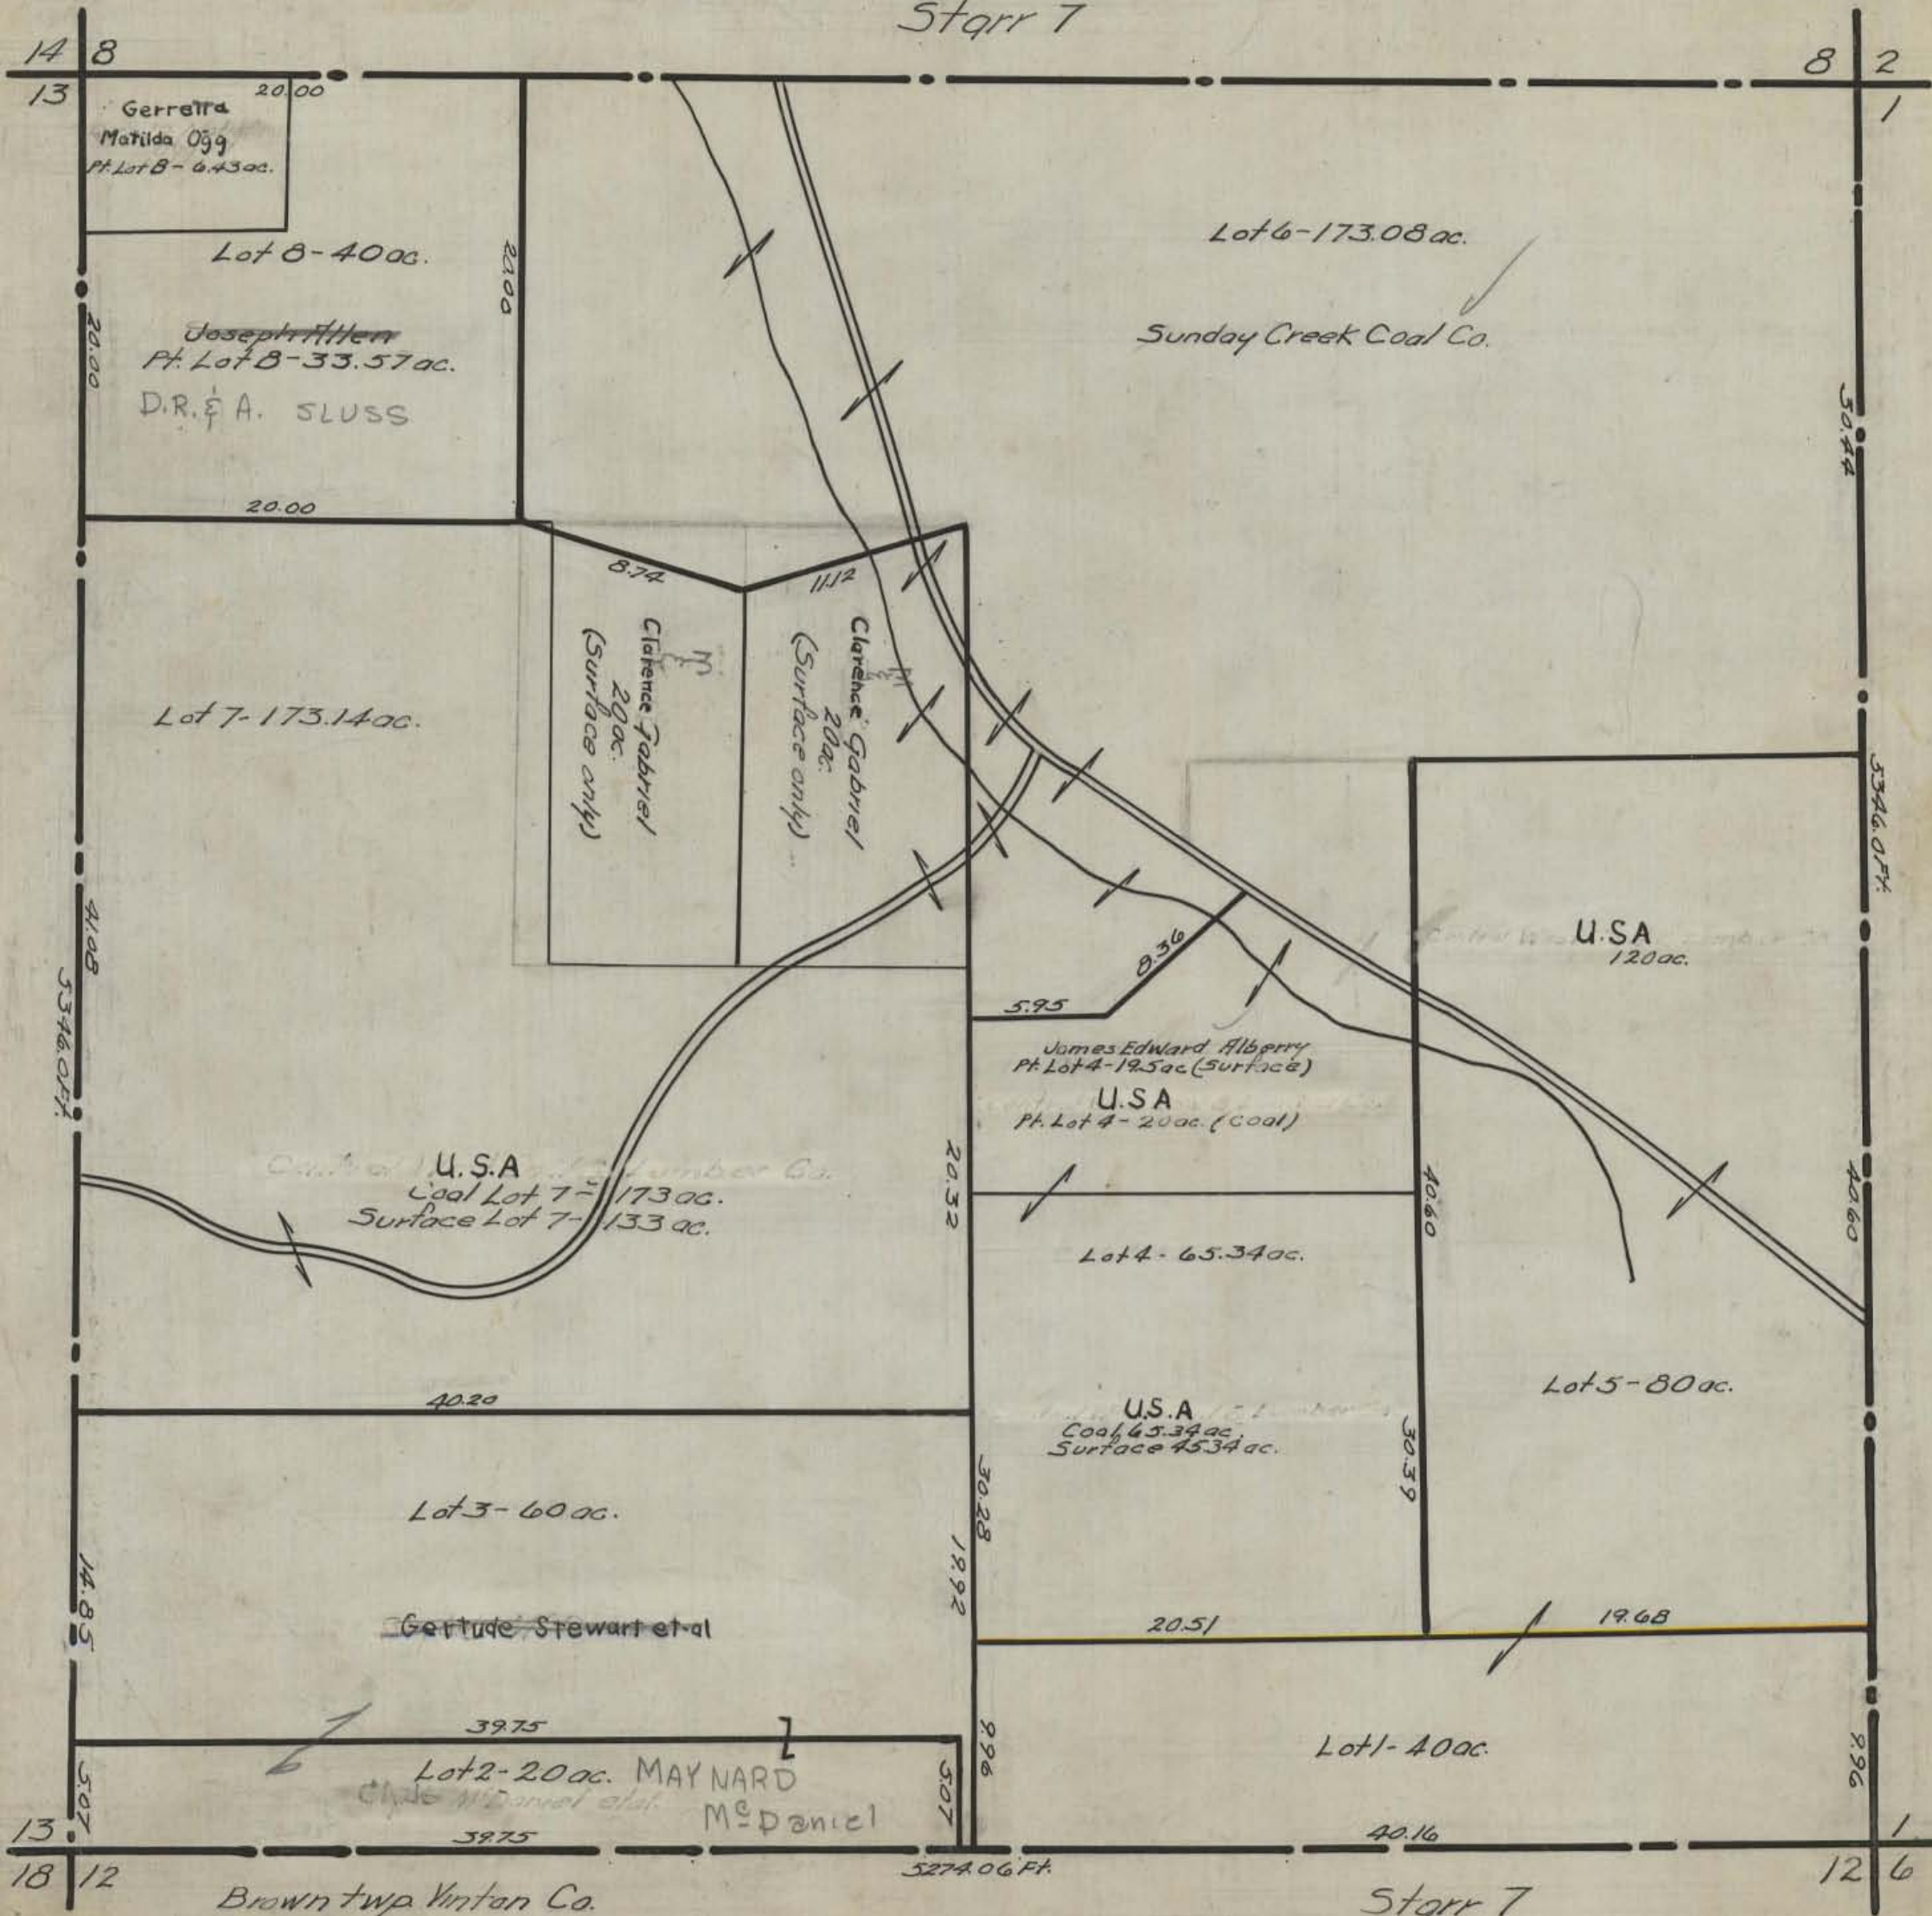 Starr 7
14 8
8 2
13
1
20.00
Gerretta
Matilda Ogg
Pt. Lot 8 - 6.43 ac.
Lot 8 - 40 ac.
20.00
20.00
Joseph Allen
Pt. Lot 8 - 33.57 ac.
D.R. & A. SLUSS
20.00
Lot 6 - 173.08 ac.
Sunday Creek Coal Co.
50.44
5346.0 Ft.
8.74
11.12
Clarence Gabriel
& M
20 ac.
(Surface only)
Clarence Gabriel
& M
20 ac.
(Surface only)
Lot 7 - 173.14 ac.
41.08
5346.0 Ft.
U.S.A
120 ac.
8.36
5.95
James Edward Alberry
Pt. Lot 4 - 19.5 ac (Surface)
U.S A
Pt. Lot 4 - 20 ac. (Coal)
U.S.A
Lumber Co.
Coal Lot 7 - 173 ac.
Surface Lot 7 - 133 ac.
20.32
40.60
40.60
Lot 4 - 65.34 ac.
U.S.A
Coal 65.34 ac.
Surface 45.34 ac.
Lot 5 - 80 ac.
40.20
30.28
30.39
Lot 3 - 60 ac.
19.92
14.85
Gertude Stewart et-al
20.51
19.68
39.75
Lot 2 - 20 ac. MAYNARD
McDaniel et al.
McDaniel
5.07
5.07
9.96
Lot 1 - 40 ac.
9.96
39.75
40.16
13
1
18 12
5274.06 Ft.
12 6
Brown twp. Vinton Co.
Starr 7